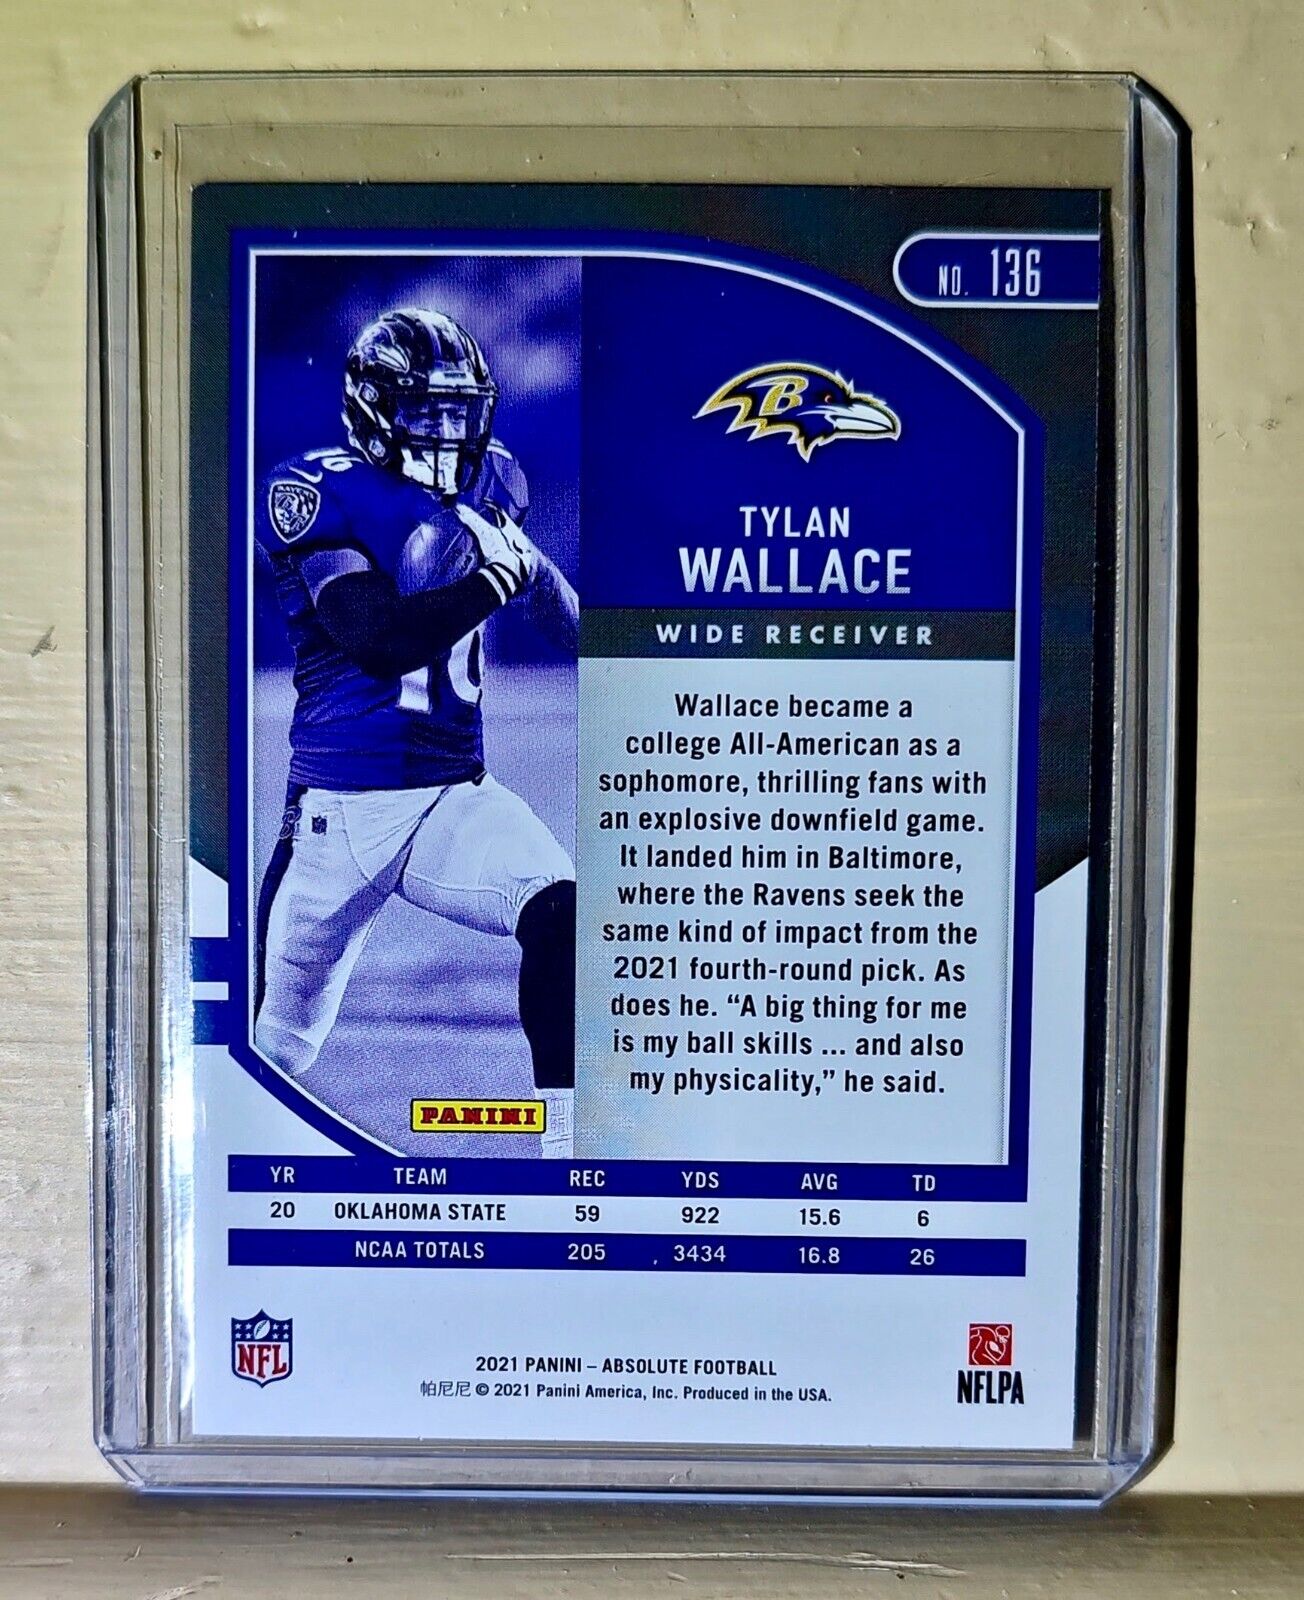 NO. 136
B
TYLAN
WALLACE
WIDE RECEIVER
16
16
Wallace became a
college All-American as a
sophomore, thrilling fans with
an explosive downfield game.
It landed him in Baltimore,
where the Ravens seek the
same kind of impact from the
2021 fourth-round pick. As
does he. “A big thing for me
is my ball skills ... and also
my physicality,” he said.
PANINI
YR TEAM REC YDS AVG TD
20 OKLAHOMA STATE 59 922 15.6 6
NCAA TOTALS 205 3434 16.8 26
NFL
2021 PANINI – ABSOLUTE FOOTBALL
帕尼尼 © 2021 Panini America, Inc. Produced in the USA.
NFLPA